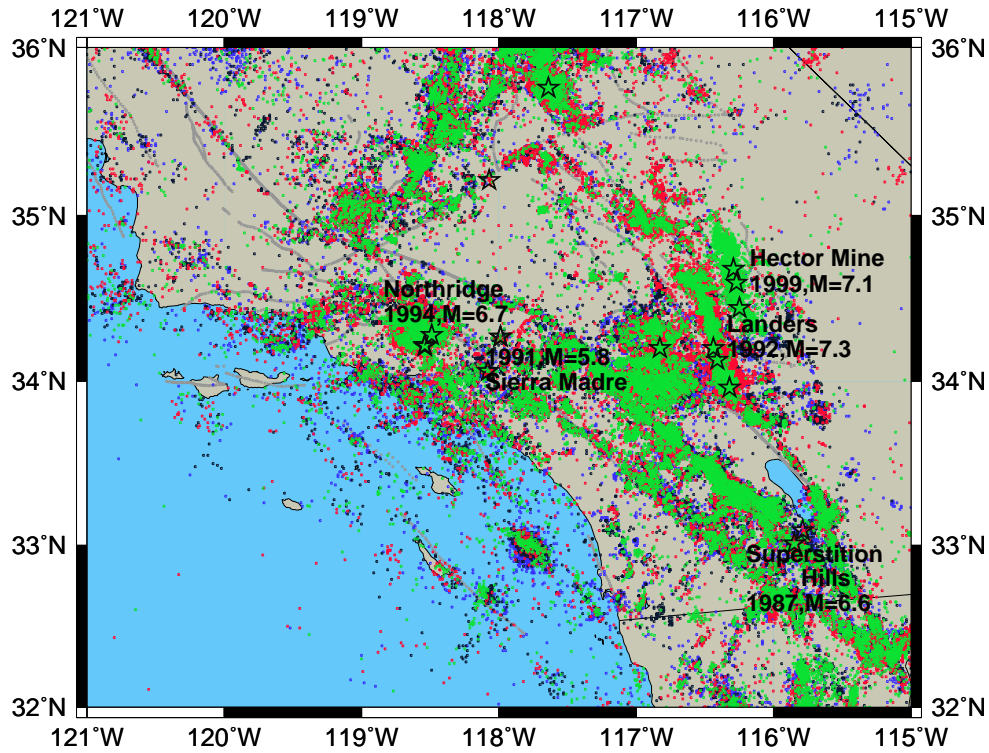 121˚W 120˚W 119˚W 118˚W 117˚W 116˚W 115˚W
36˚N 36˚N
35˚N 35˚N
Hector Mine
1999,M=7.1
Northridge
1994,M=6.7
Landers
1992,M=7.3
1991,M=5.8
Sierra Madre
34˚N 34˚N
33˚N 33˚N
Superstition
Hills
1987,M=6.6
32˚N 32˚N
121˚W 120˚W 119˚W 118˚W 117˚W 116˚W 115˚W